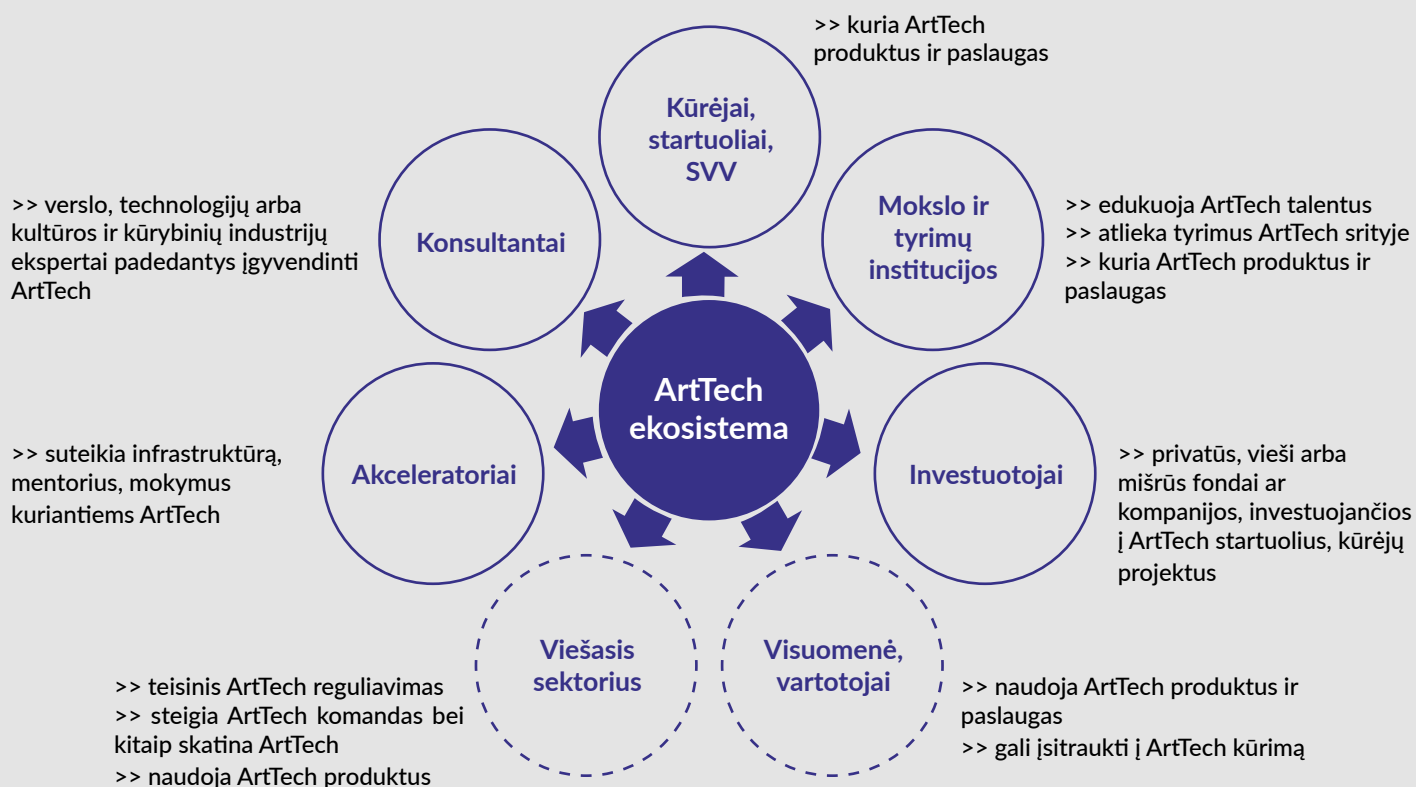 >> kuria ArtTech
produktus ir paslaugas
Kūrėjai,
startuoliai,
SVV
Mokslo ir
tyrimų
institucijos
>> edukuoja ArtTech talentus
>> atlieka tyrimus ArtTech srityje
>> kuria ArtTech produktus ir
paslaugas
>> verslo, technologijų arba
kultūros ir kūrybinių industrijų
ekspertai padedantys įgyvendinti
ArtTech
Konsultantai
ArtTech
ekosistema
>> suteikia infrastruktūrą,
mentorius, mokymus
kuriantiems ArtTech
Akceleratoriai
Investuotojai
>> privatūs, vieši arba
mišrūs fondai ar
kompanijos, investuojančios
į ArtTech startuolius, kūrėjų
projektus
Viešasis
sektorius
>> teisinis ArtTech reguliavimas
>> steigia ArtTech komandas bei
kitaip skatina ArtTech
>> naudoja ArtTech produktus
Visuomenė,
vartotojai
>> naudoja ArtTech produktus ir
paslaugas
>> gali įsitraukti į ArtTech kūrimą